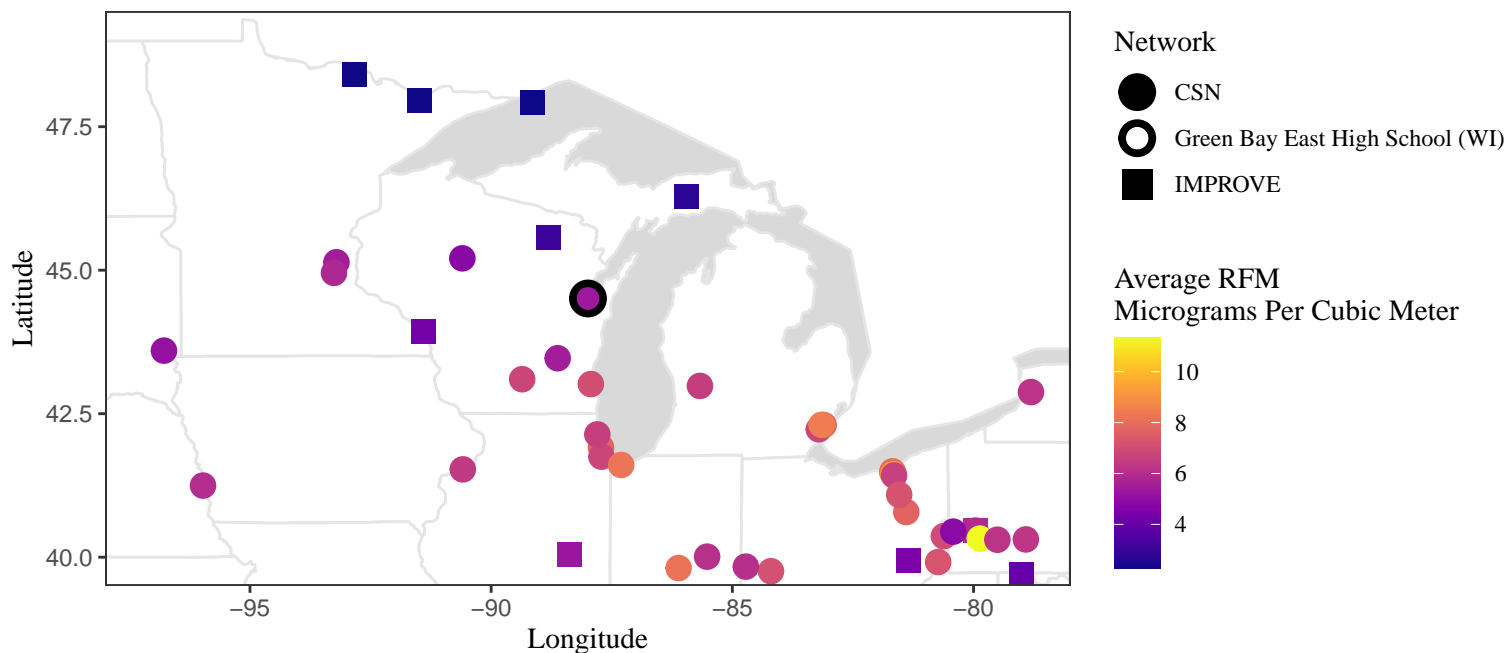 47.5
45.0
42.5
40.0
Latitude
−95
−90
−85
−80
Longitude
Network
CSN
Green Bay East High School (WI)
IMPROVE
Average RFM
Micrograms Per Cubic Meter
10
8
6
4